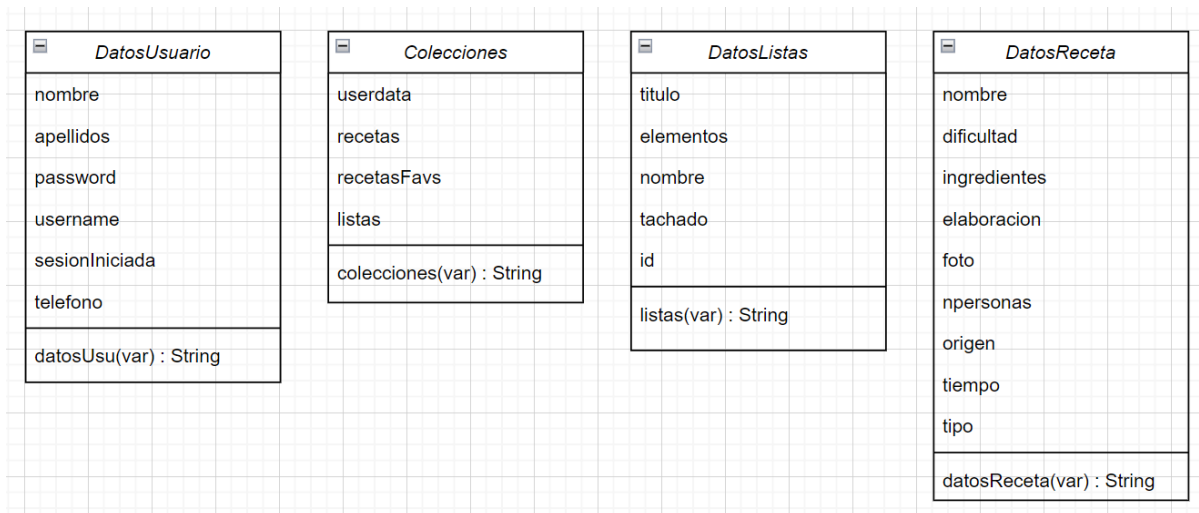 DatosUsuario
nombre
apellidos
password
username
sesionIniciada
telefono
datosUsu(var) : String
Colecciones
userdata
recetas
recetasFavs
listas
colecciones(var) : String
DatosListas
titulo
elementos
nombre
tachado
id
listas(var) : String
DatosReceta
nombre
dificultad
ingredientes
elaboracion
foto
npersonas
origen
tiempo
tipo
datosReceta(var) : String